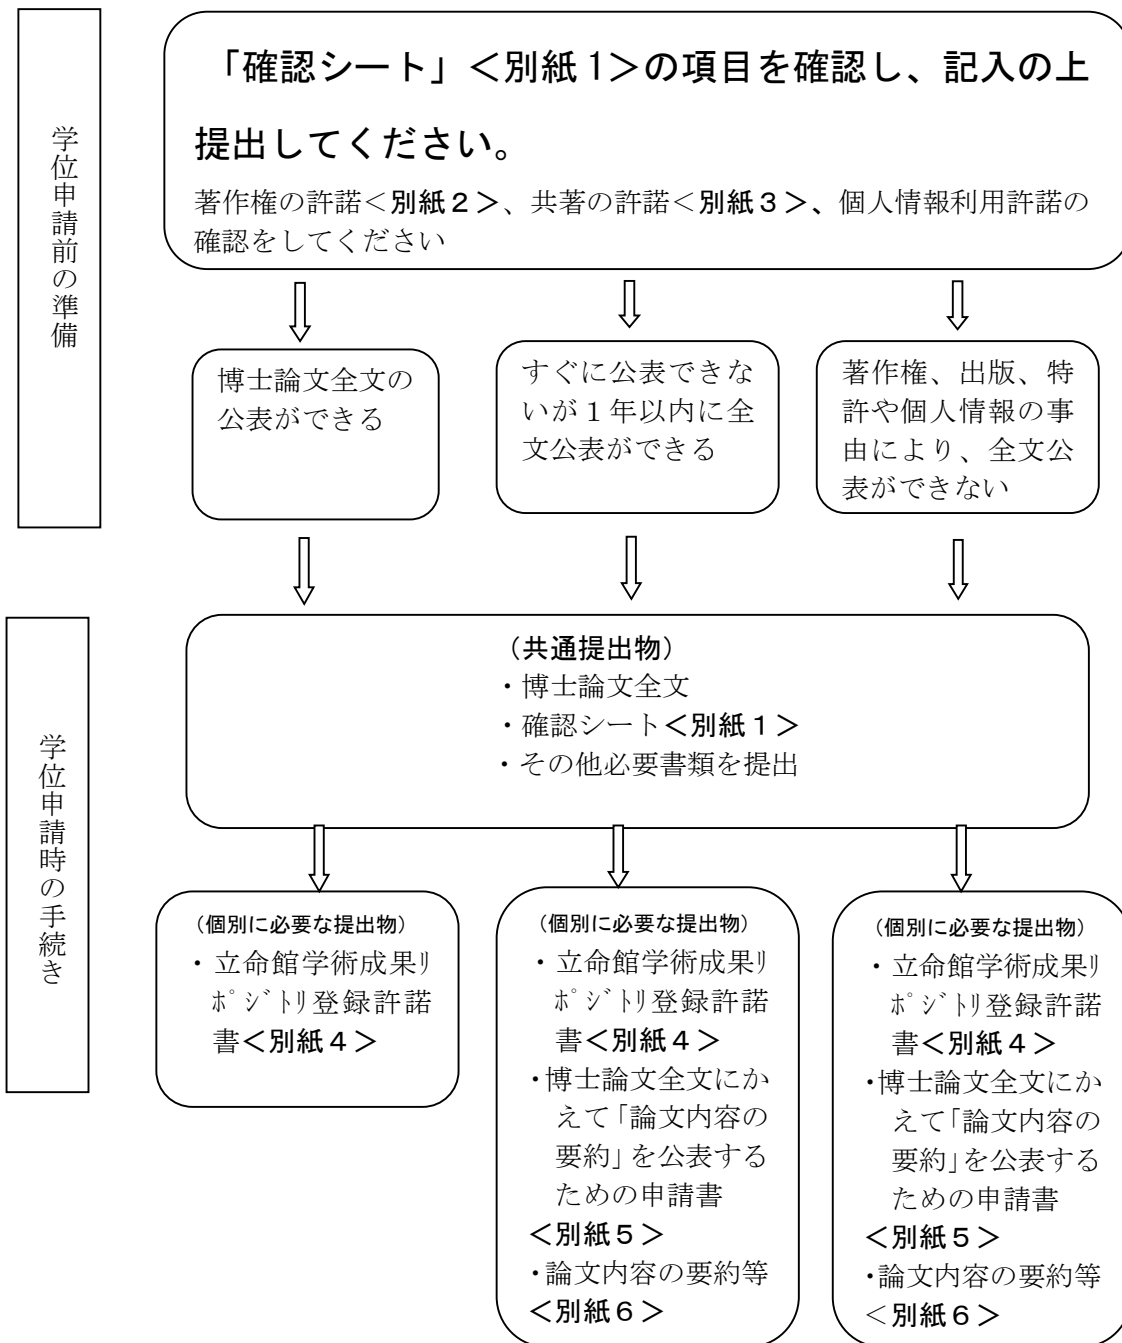 学位申請前の準備
「確認シート」＜別紙１＞の項目を確認し、記入の上
提出してください。
著作権の許諾＜別紙２＞、共著の許諾＜別紙３＞、個人情報利用許諾の
確認をしてください
博士論文全文の
公表ができる
すぐに公表できな
いが１年以内に全
文公表ができる
著作権、出版、特
許や個人情報の事
由により、全文公
表ができない
学位申請時の手続き
（共通提出物）
・博士論文全文
・確認シート＜別紙１＞
・その他必要書類を提出
（個別に必要な提出物）
・立命館学術成果ﾘ
ﾎﾟｼﾞﾄﾘ登録許諾
書＜別紙４＞
（個別に必要な提出物）
・立命館学術成果ﾘ
ﾎﾟｼﾞﾄﾘ登録許諾
書＜別紙４＞
・博士論文全文にか
えて「論文内容の
要約」を公表する
ための申請書
＜別紙５＞
・論文内容の要約等
＜別紙６＞
（個別に必要な提出物）
・立命館学術成果ﾘ
ﾎﾟｼﾞﾄﾘ登録許諾
書＜別紙４＞
・博士論文全文にか
えて「論文内容の
要約」を公表する
ための申請書
＜別紙５＞
・論文内容の要約等
＜別紙６＞